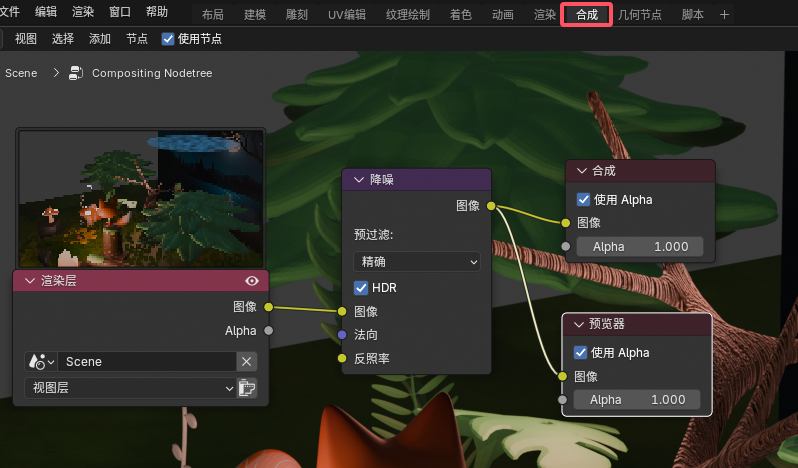 文件 编辑 渲染 窗口 帮助 布局 建模 雕刻 UV编辑 纹理绘制 着色 动画 渲染 合成 几何节点 脚本 +
视图 选择 添加 节点 使用节点
Scene > Compositing Nodetree
降噪
图像
预过滤:
精确
HDR
图像
法向
反照率
合成
使用 Alpha
图像
Alpha 1.000
渲染层
图像
Alpha
Scene
视图层
预览器
使用 Alpha
图像
Alpha 1.000